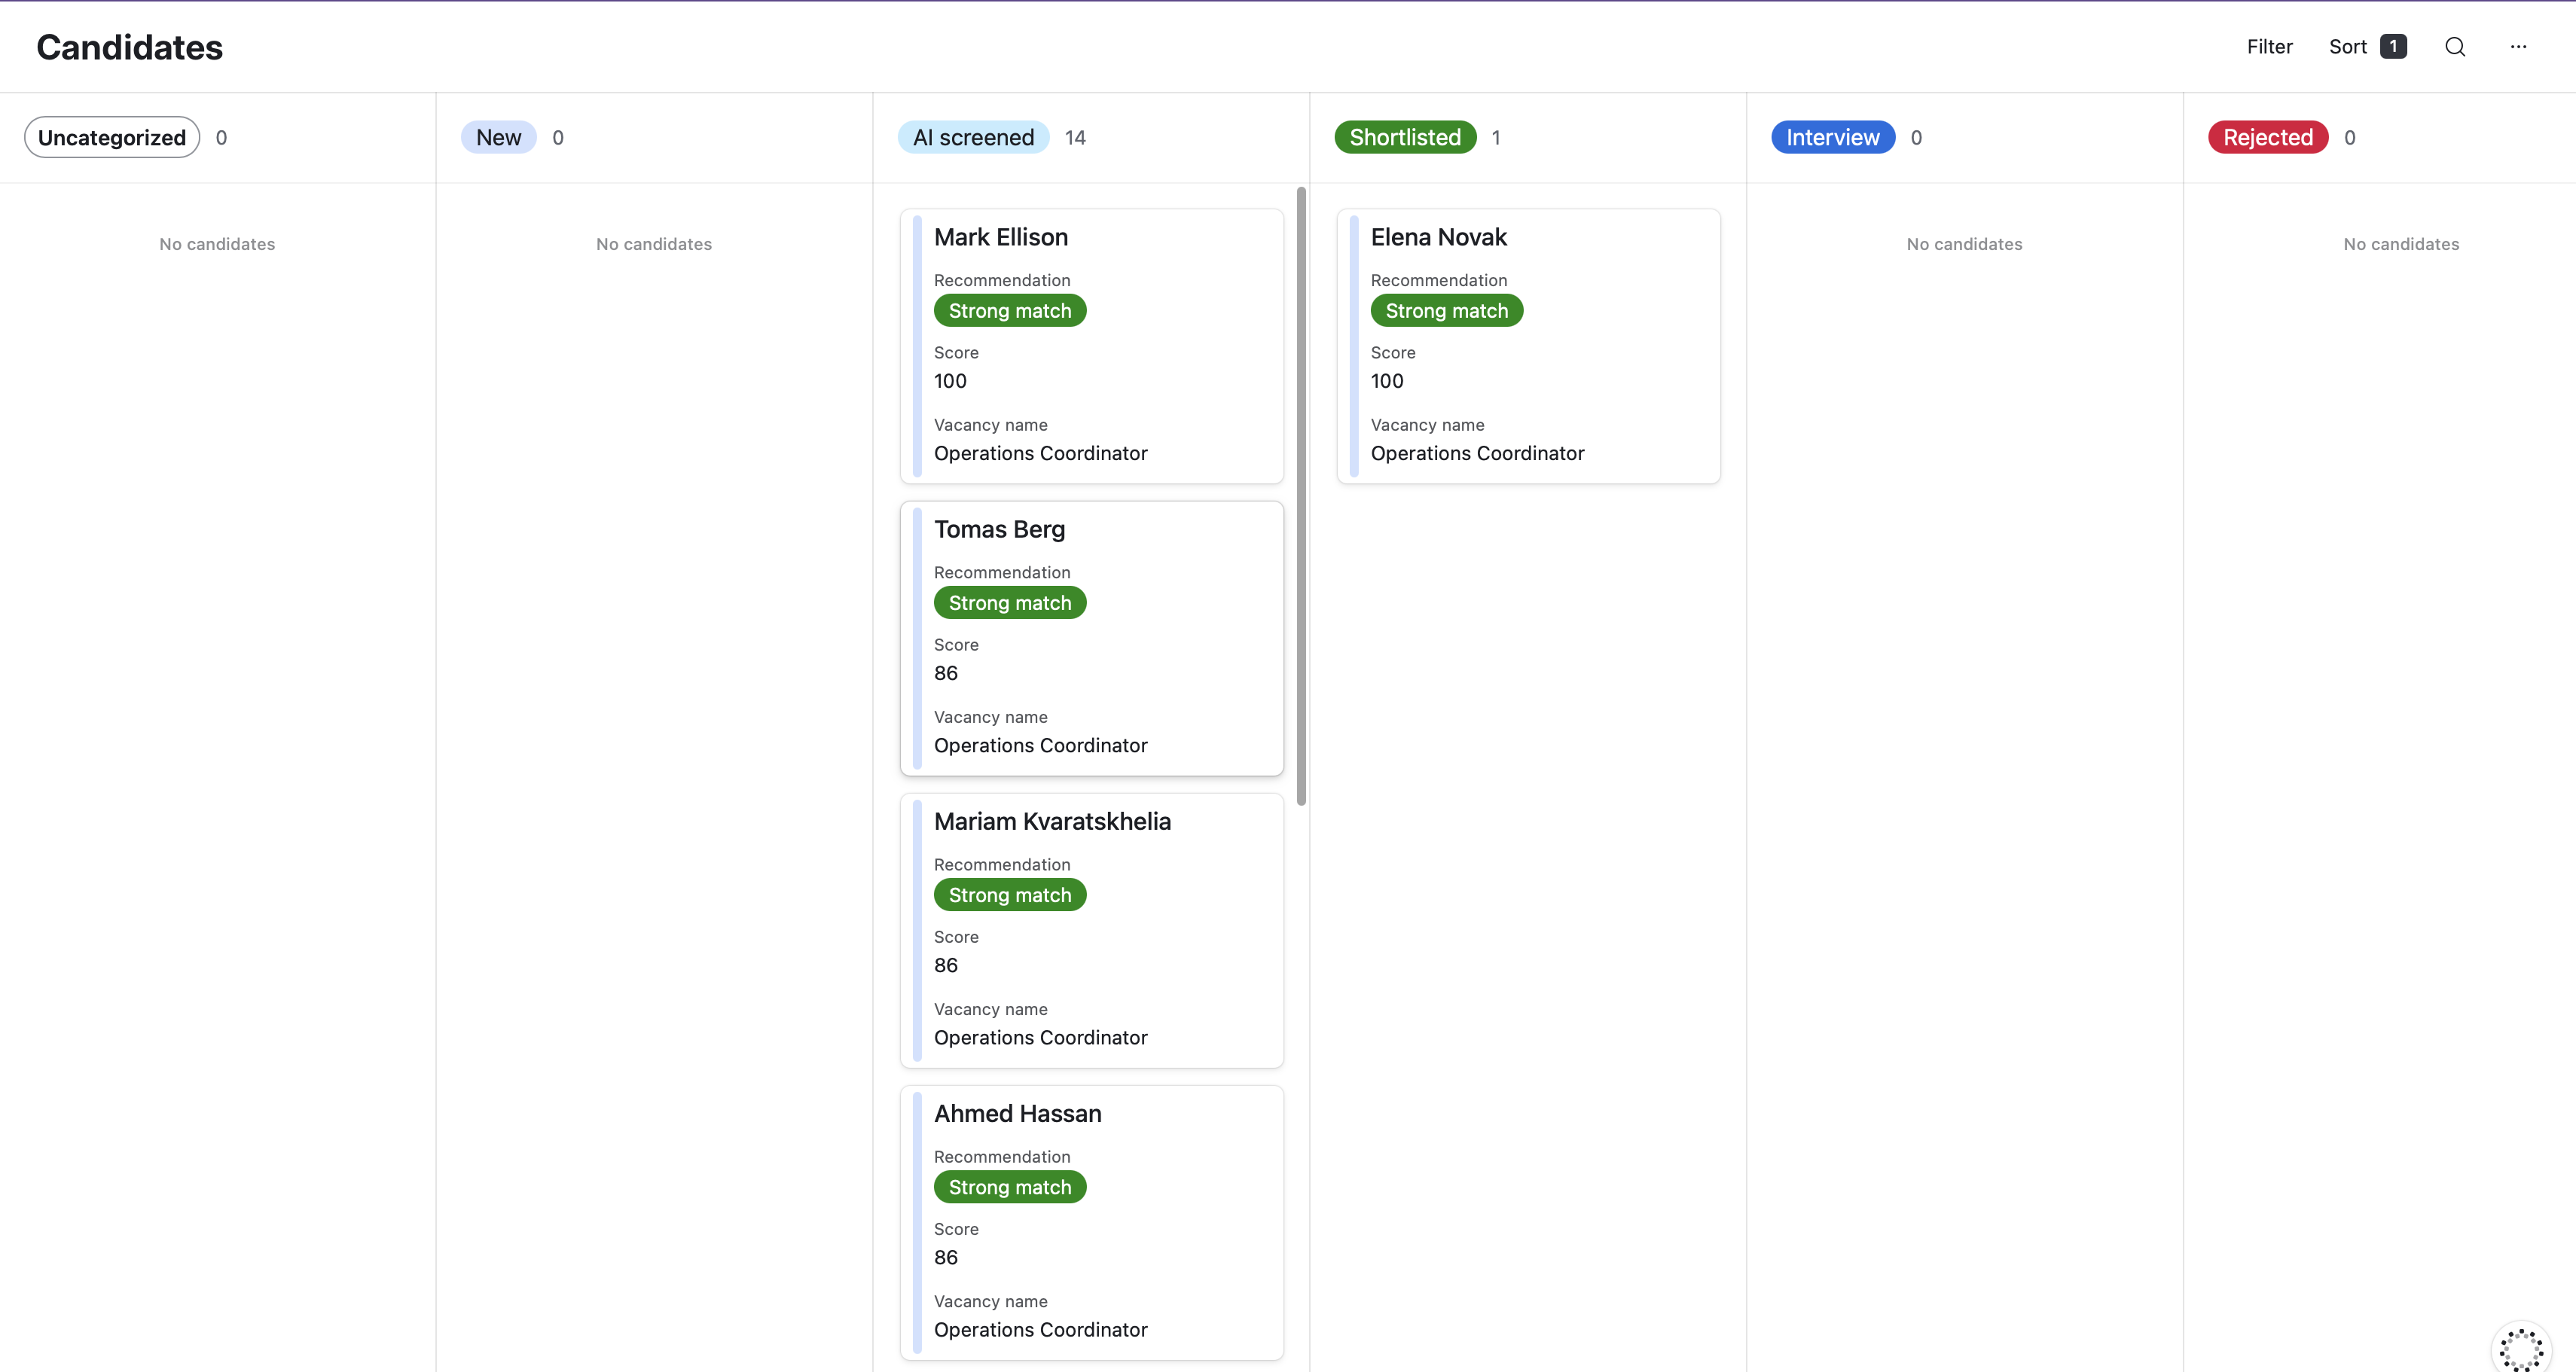 Candidates
Filter
Sort 1
Uncategorized 0
New 0
AI screened 14
Shortlisted 1
Interview 0
Rejected 0
No candidates
No candidates
Mark Ellison
Recommendation
Strong match
Score
100
Vacancy name
Operations Coordinator
Tomas Berg
Recommendation
Strong match
Score
86
Vacancy name
Operations Coordinator
Mariam Kvaratskhelia
Recommendation
Strong match
Score
86
Vacancy name
Operations Coordinator
Ahmed Hassan
Recommendation
Strong match
Score
86
Vacancy name
Operations Coordinator
Elena Novak
Recommendation
Strong match
Score
100
Vacancy name
Operations Coordinator
No candidates
No candidates